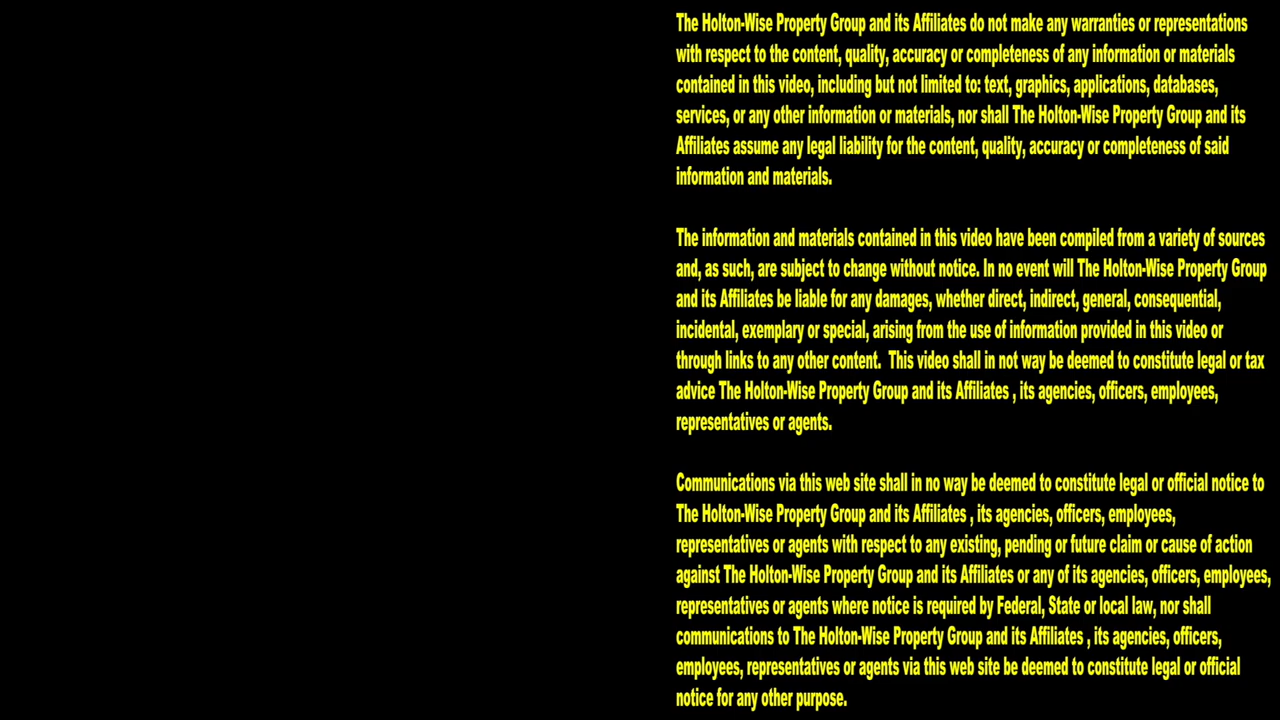 The Holton-Wise Property Group and its Affiliates do not make any warranties or representations
with respect to the content, quality, accuracy or completeness of any information or materials
contained in this video, including but not limited to: text, graphics, applications, databases,
services, or any other information or materials, nor shall The Holton-Wise Property Group and its
Affiliates assume any legal liability for the content, quality, accuracy or completeness of said
information and materials.
The information and materials contained in this video have been compiled from a variety of sources
and, as such, are subject to change without notice. In no event will The Holton-Wise Property Group
and its Affiliates be liable for any damages, whether direct, indirect, general, consequential,
incidental, exemplary or special, arising from the use of information provided in this video or
through links to any other content.  This video shall in not way be deemed to constitute legal or tax
advice The Holton-Wise Property Group and its Affiliates , its agencies, officers, employees,
representatives or agents.
Communications via this web site shall in no way be deemed to constitute legal or official notice to
The Holton-Wise Property Group and its Affiliates , its agencies, officers, employees,
representatives or agents with respect to any existing, pending or future claim or cause of action
against The Holton-Wise Property Group and its Affiliates or any of its agencies, officers, employees,
representatives or agents where notice is required by Federal, State or local law, nor shall
communications to The Holton-Wise Property Group and its Affiliates , its agencies, officers,
employees, representatives or agents via this web site be deemed to constitute legal or official
notice for any other purpose.